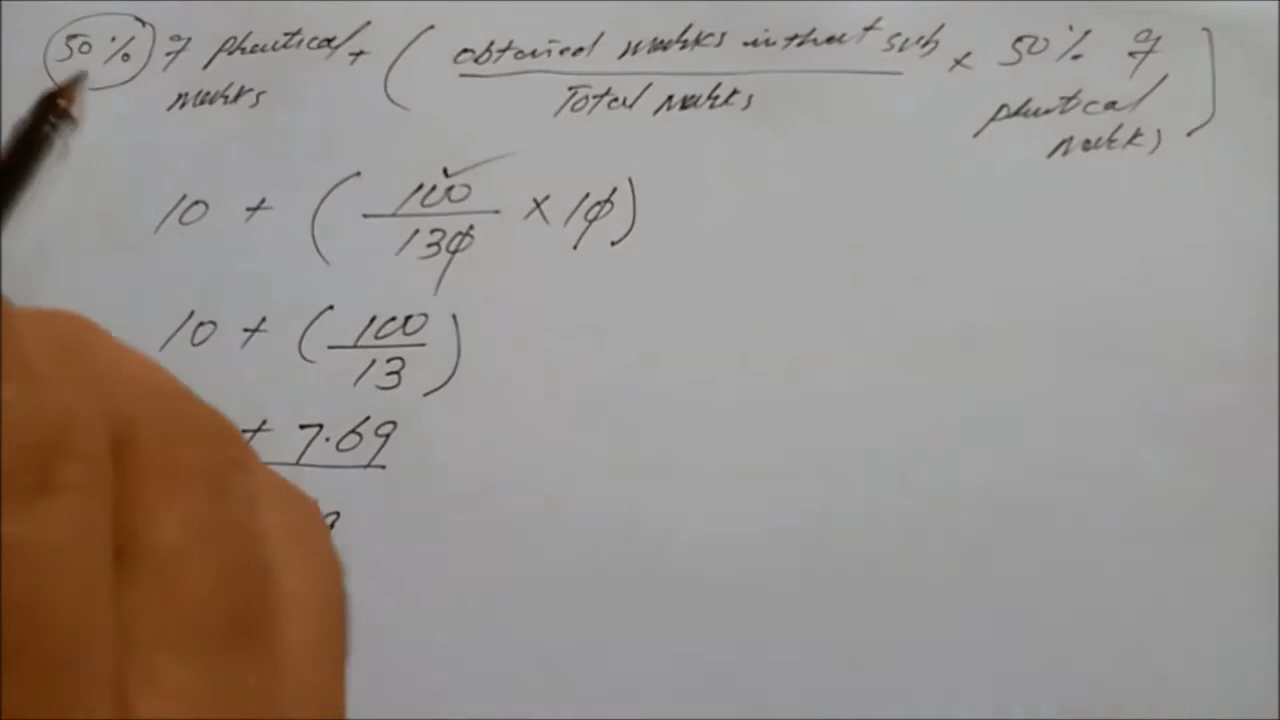 50% of practical + ( obtained marks without sub × 50% of
marks Total marks practical
marks )
10 + ( 100 / 130 × 10 )
10 + ( 100 / 13 )
+ 7.69
9